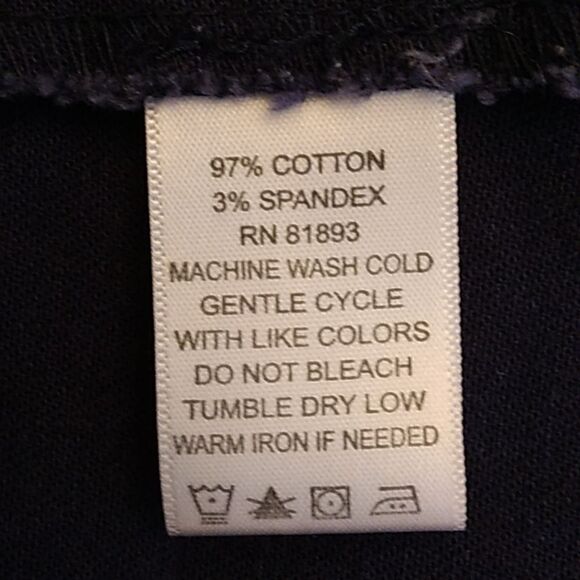 97% COTTON
3% SPANDEX
RN 81893
MACHINE WASH COLD
GENTLE CYCLE
WITH LIKE COLORS
DO NOT BLEACH
TUMBLE DRY LOW
WARM IRON IF NEEDED